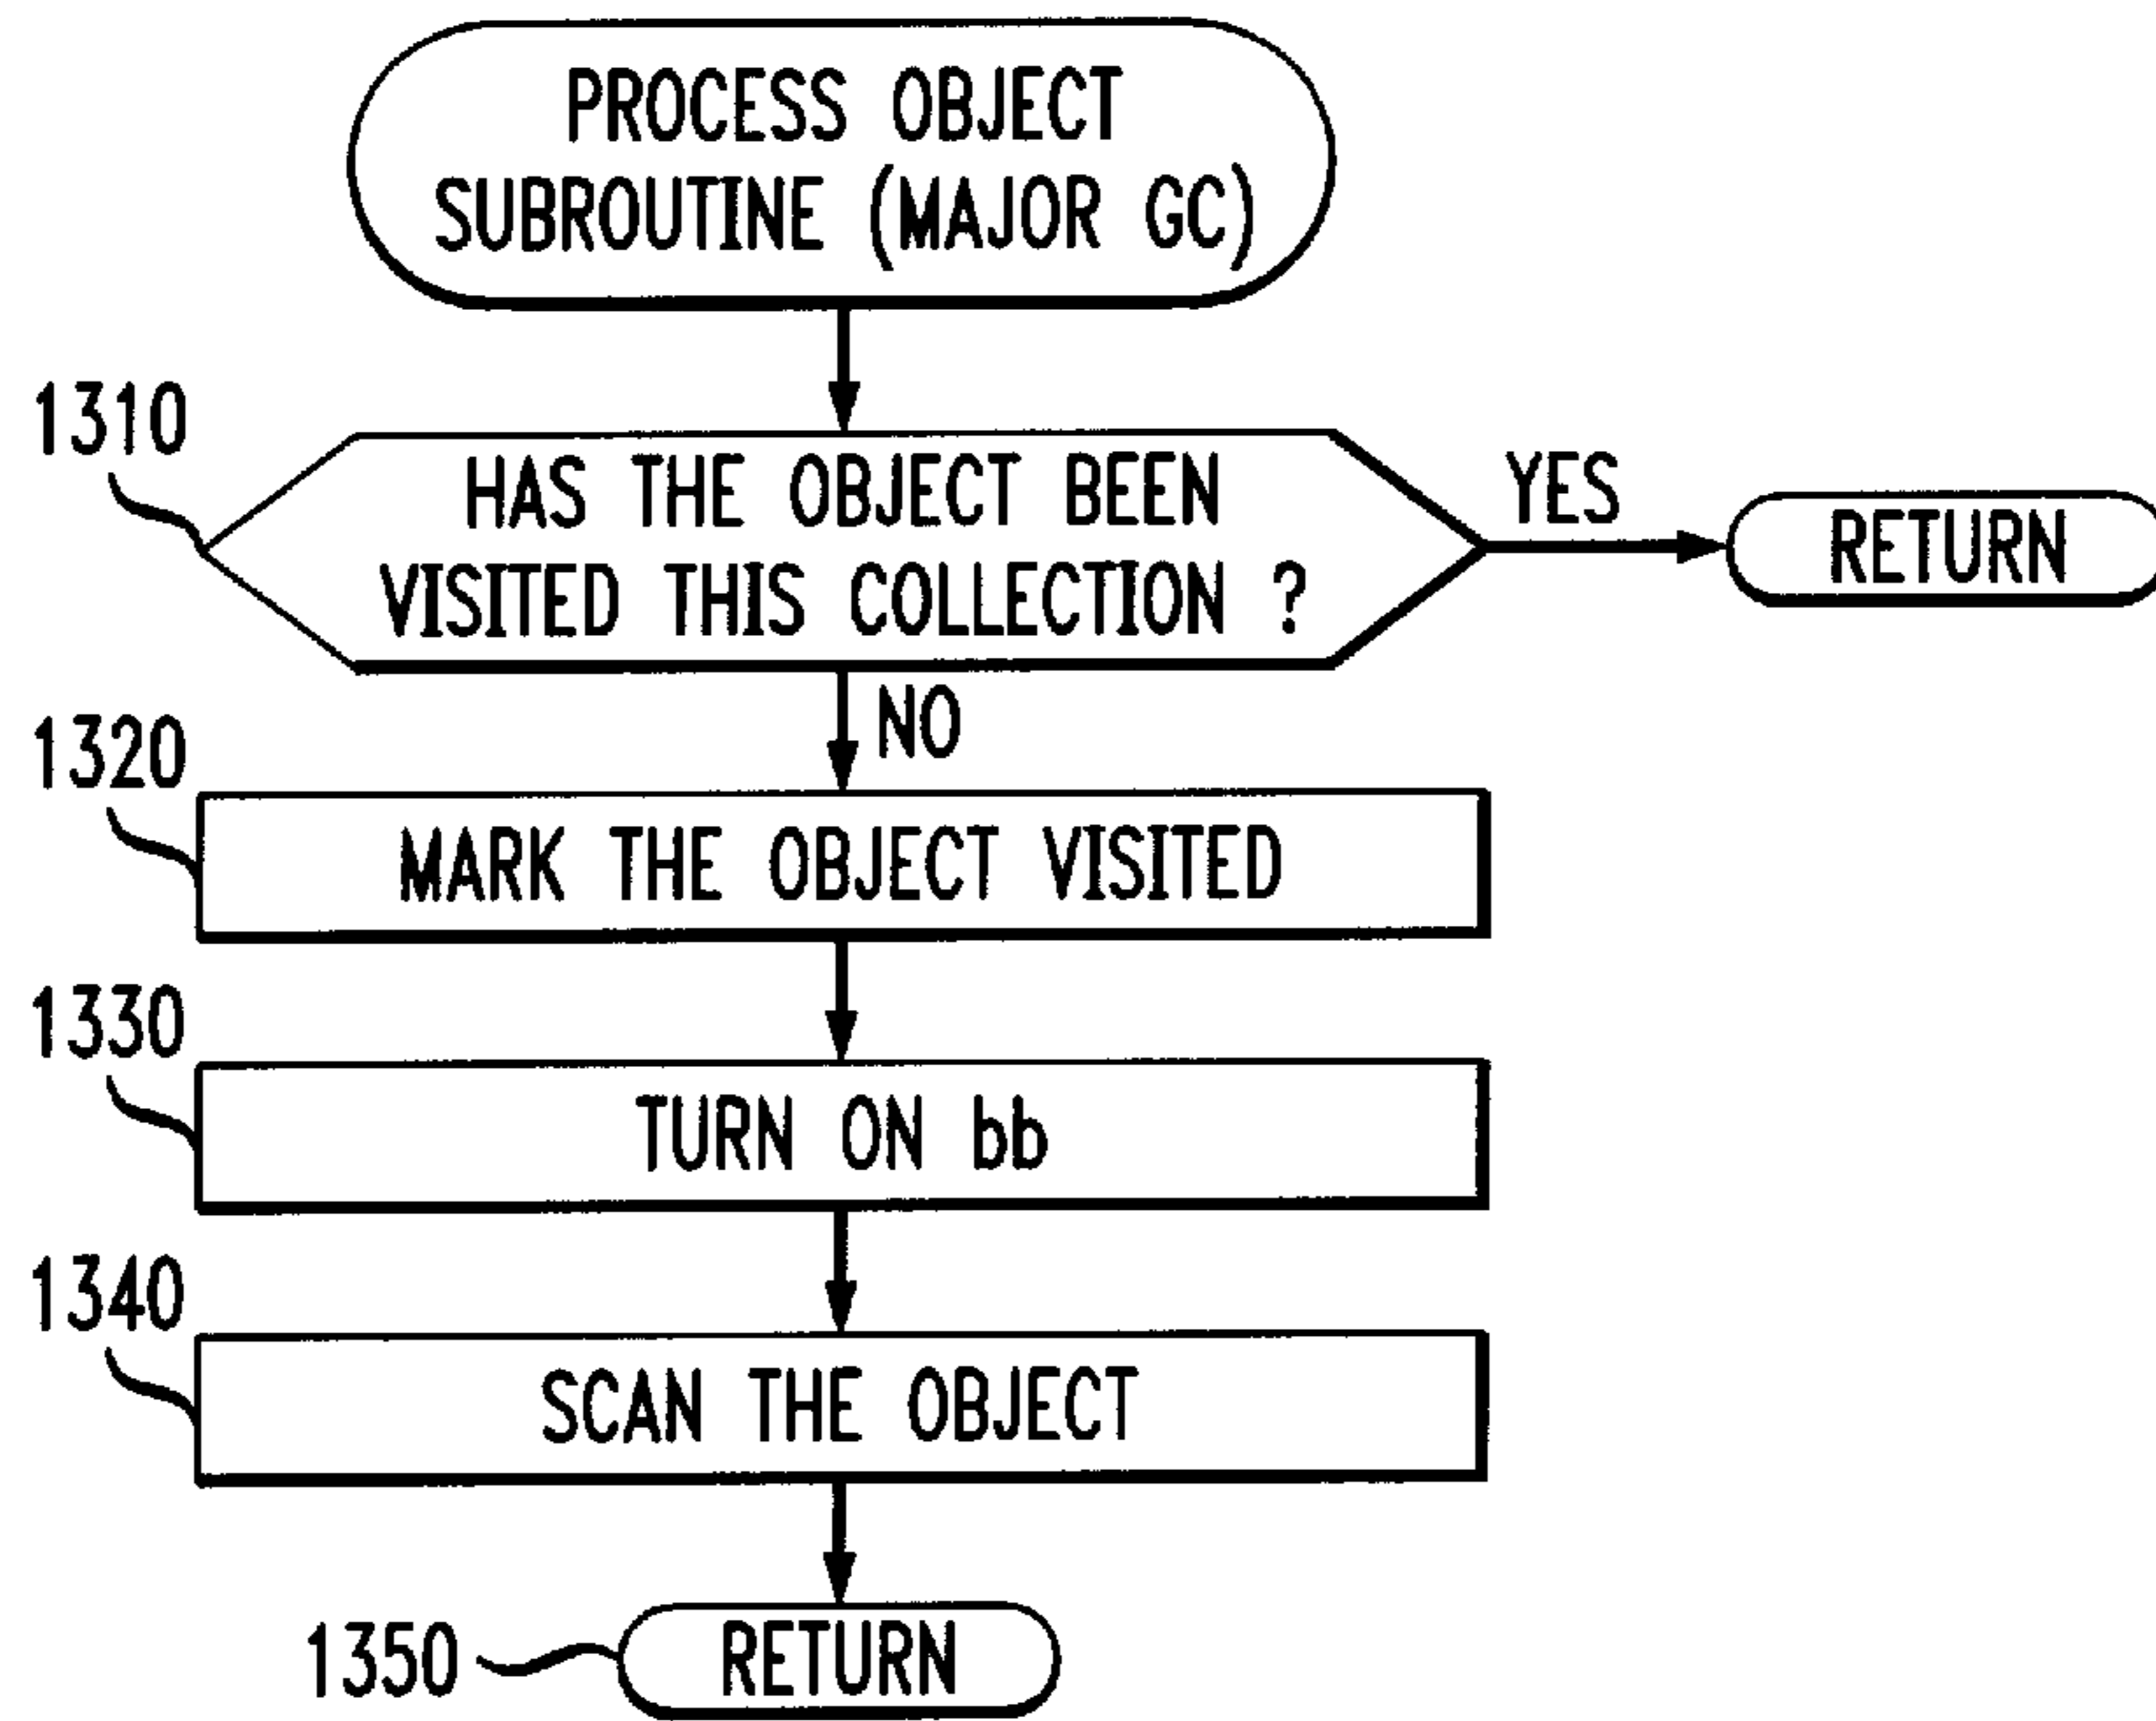 PROCESS OBJECT
SUBROUTINE (MAJOR GC)
1310
HAS THE OBJECT BEEN
VISITED THIS COLLECTION ?
YES
RETURN
NO
1320
MARK THE OBJECT VISITED
1330
TURN ON bb
1340
SCAN THE OBJECT
1350
RETURN